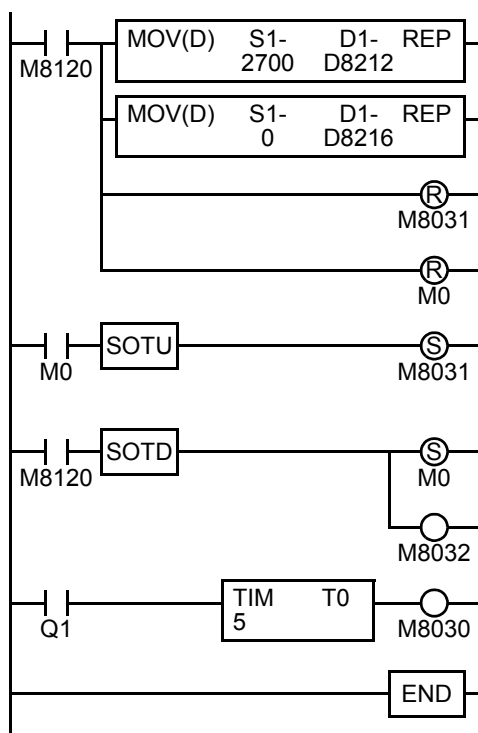 MOV(D) S1- D1- REP
M8120 2700 D8212
MOV(D) S1- D1- REP
0 D8216
R
M8031
R
M0
SOTU S
M0 M8031
SOTD S
M8120 M0
M8032
TIM T0
5
Q1 M8030
END